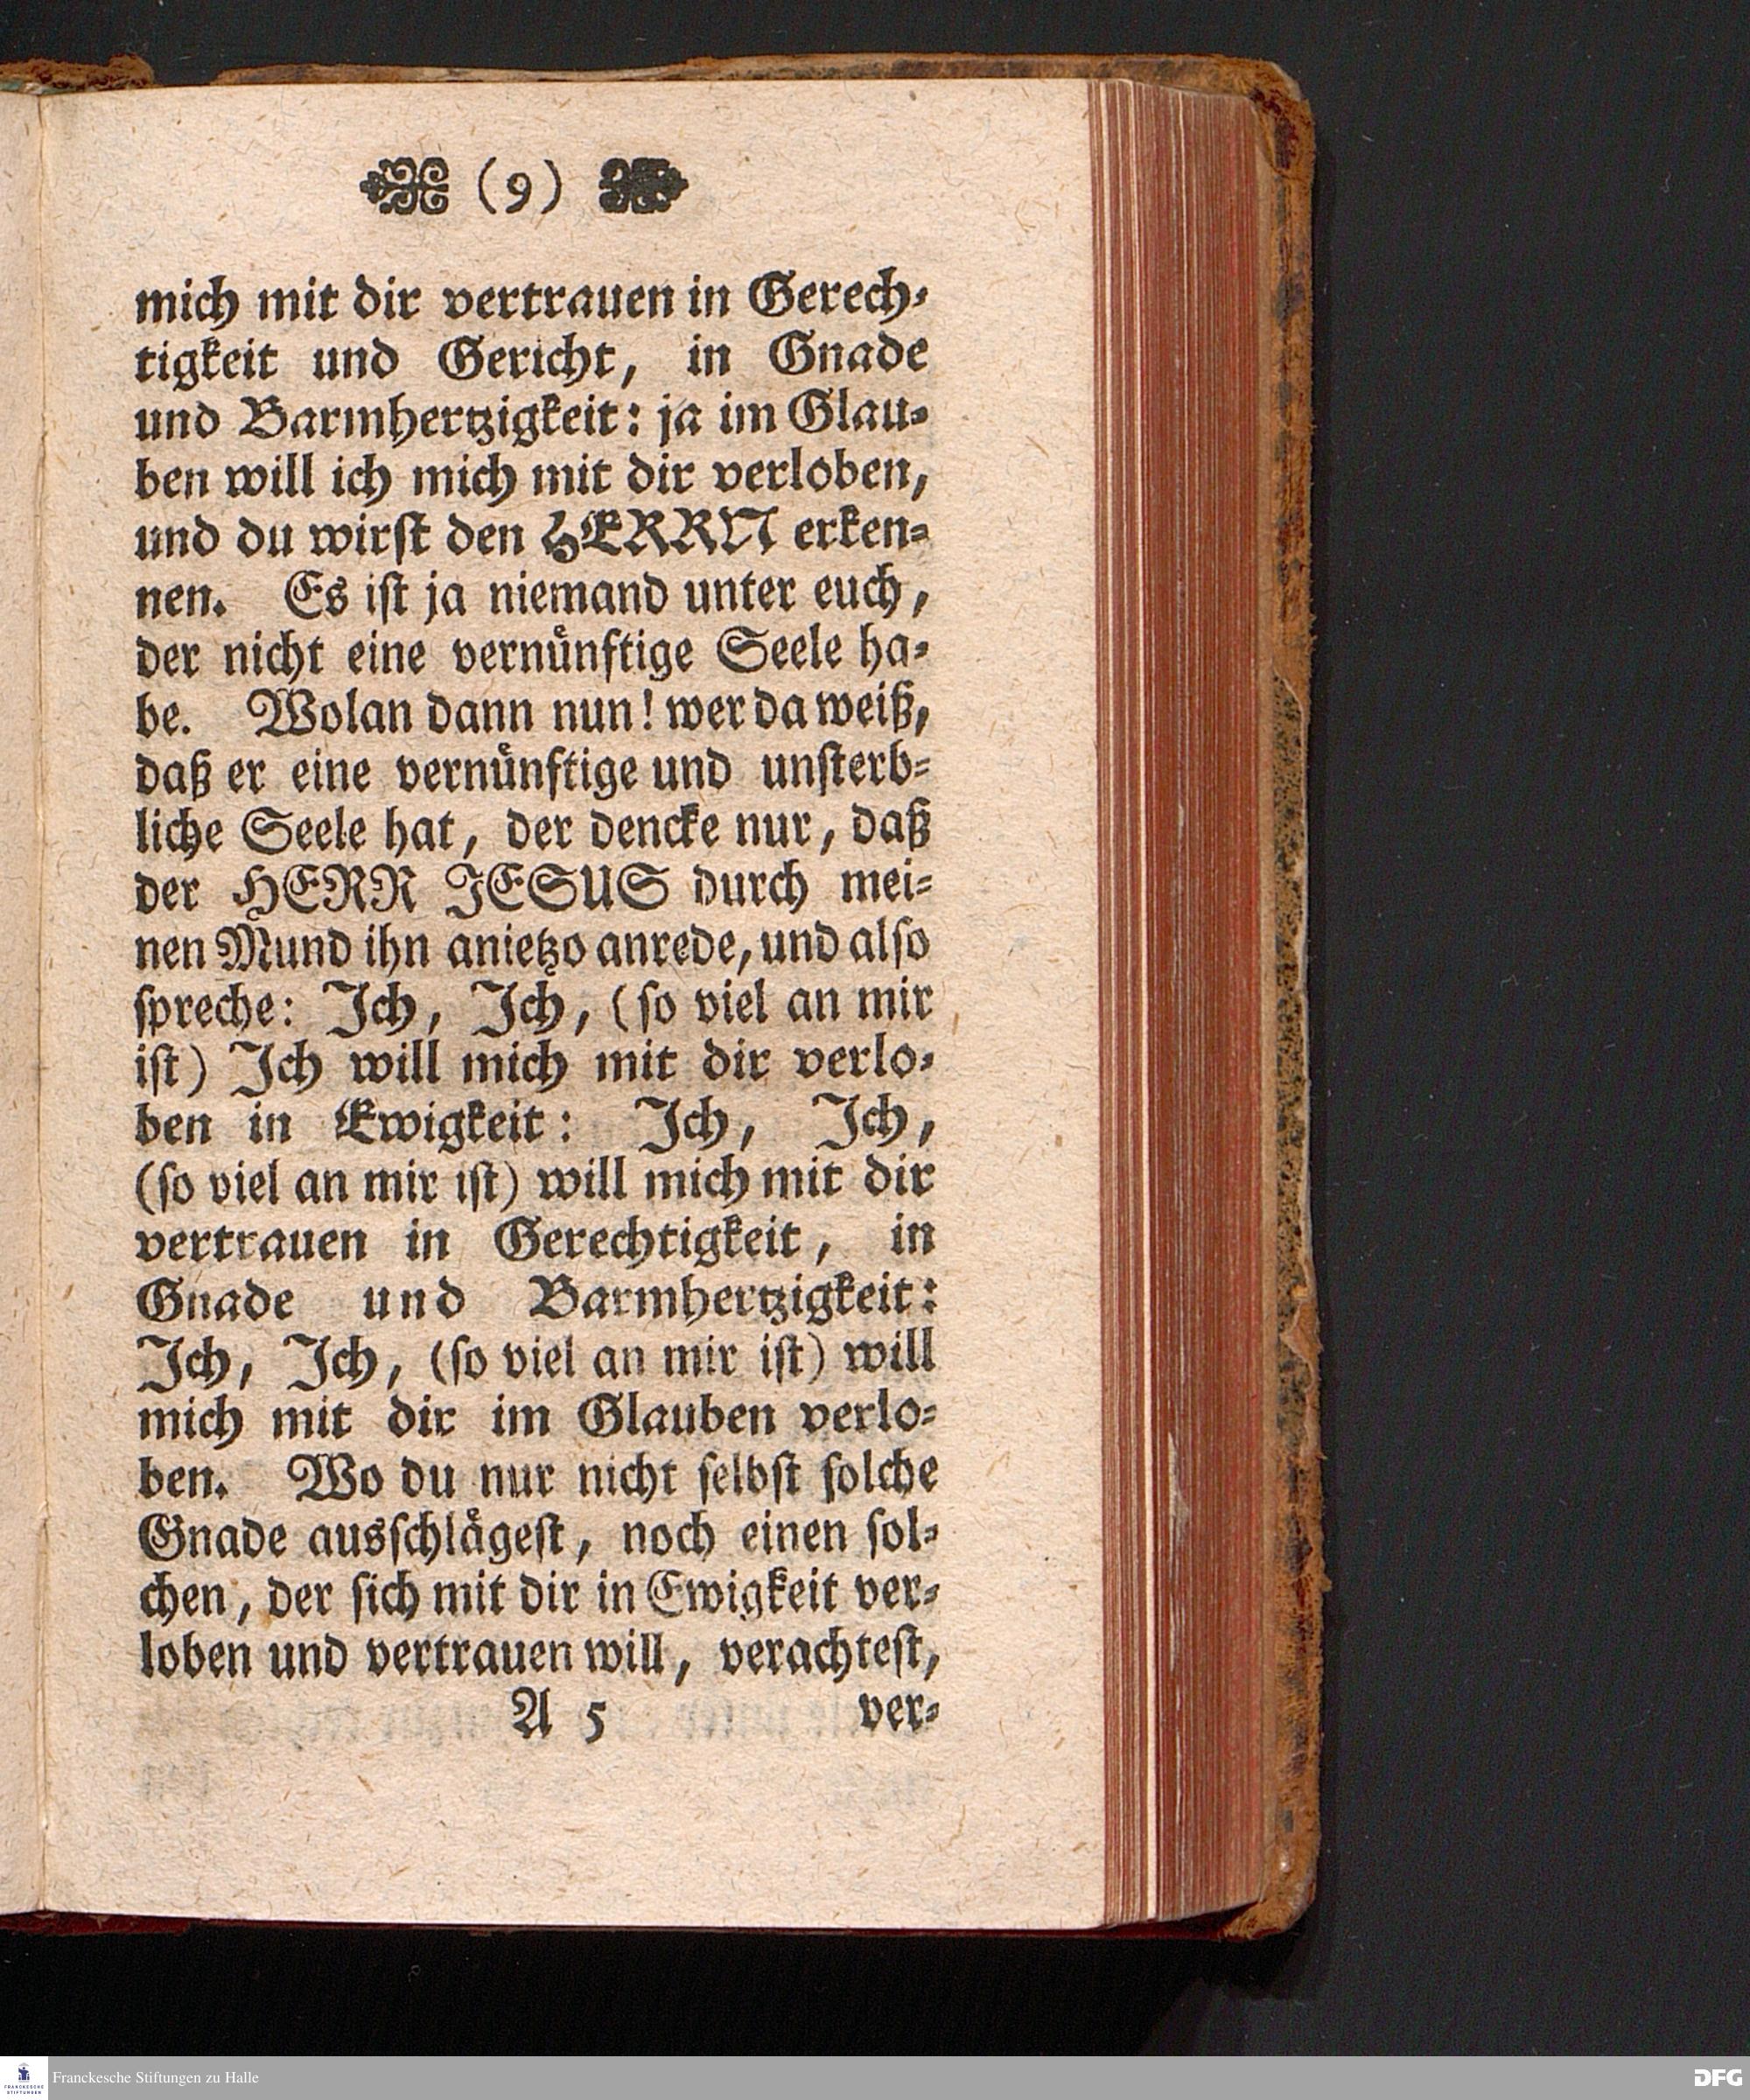 (9)
mich mit dir vertrauen in Gerech⸗
tigkeit und Gericht, in Gnade
und Barmhertzigkeit: ja im Glau⸗
ben will ich mich mit dir verloben,
und du wirſt den HERRN erken⸗
nen. Es iſt ja niemand unter euch,
der nicht eine vernuͤnftige Seele ha⸗
be. Wolan dann nun! wer da weiß,
daß er eine vernuͤnftige und unſterb⸗
liche Seele hat, der dencke nur, daß
der HERR JESUS durch mei⸗
nen Mund ihn anietzo anrede, und alſo
ſpreche: Ich, Ich, (ſo viel an mir
iſt) Ich will mich mit dir verlo⸗
ben in Ewigkeit: Ich, Ich,
(ſo viel an mir iſt) will mich mit dir
vertrauen in Gerechtigkeit, in
Gnade und Barmhertzigkeit:
Ich, Ich, (ſo viel an mir iſt) will
mich mit dir im Glauben verlo⸗
ben. Wo du nur nicht ſelbſt ſolche
Gnade ausſchlaͤgeſt, noch einen ſol⸗
chen, der ſich mit dir in Ewigkeit ver⸗
loben und vertrauen will, verachteſt,
A 5 ver⸗
FRANCKESCHE
STIFTUNGEN
Franckesche Stiftungen zu Halle
DFG